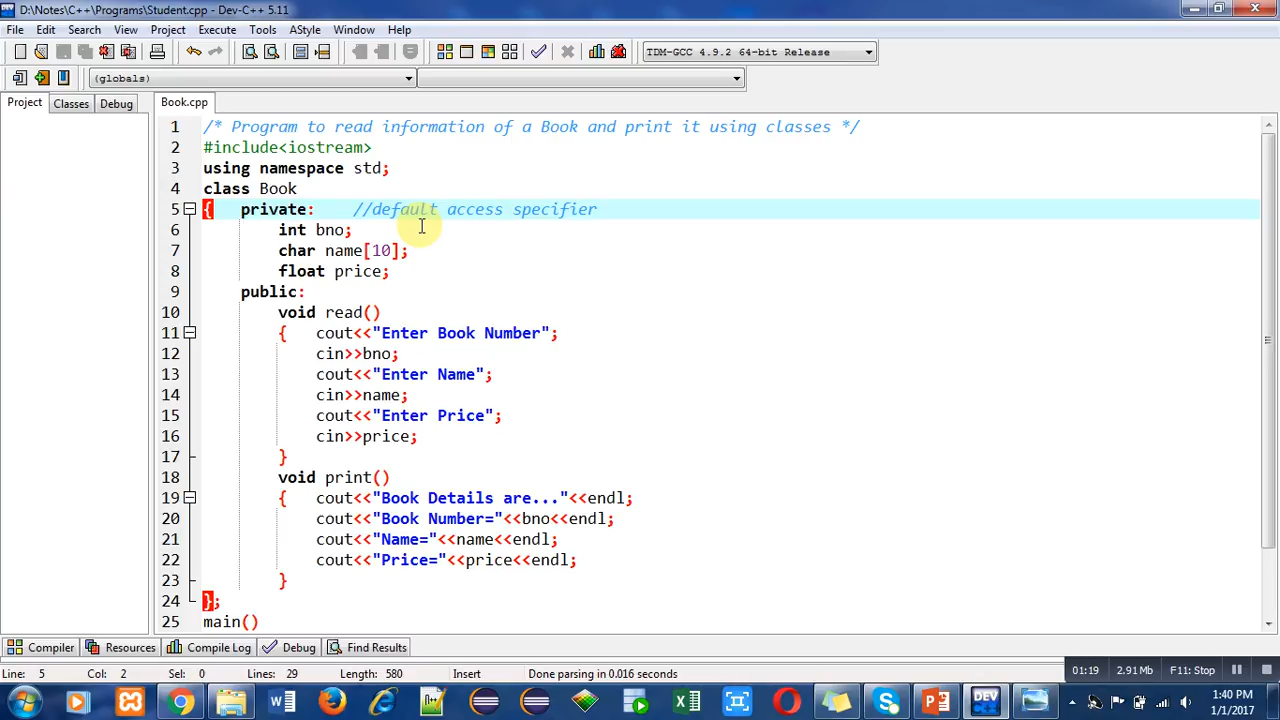 D:\Notes\C++\Programs\Student.cpp - Dev-C++ 5.11
File Edit Search View Project Execute Tools AStyle Window Help
TDM-GCC 4.9.2 64-bit Release
(globals)
Project Classes Debug Book.cpp
1 /* Program to read information of a Book and print it using classes */
2 #include<iostream>
3 using namespace std;
4 class Book
5 { private: //default access specifier
6 int bno;
7 char name[10];
8 float price;
9 public:
10 void read()
11 { cout<<"Enter Book Number";
12 cin>>bno;
13 cout<<"Enter Name";
14 cin>>name;
15 cout<<"Enter Price";
16 cin>>price;
17 }
18 void print()
19 { cout<<"Book Details are..."<<endl;
20 cout<<"Book Number="<<bno<<endl;
21 cout<<"Name="<<name<<endl;
22 cout<<"Price="<<price<<endl;
23 }
24 };
25 main()
Compiler Resources Compile Log Debug Find Results
Line: 5 Col: 2 Sel: 0 Lines: 29 Length: 580 Insert Done parsing in 0.016 seconds 01:19 2.91 Mb F11: Stop
DEV
1:40 PM
1/1/2017